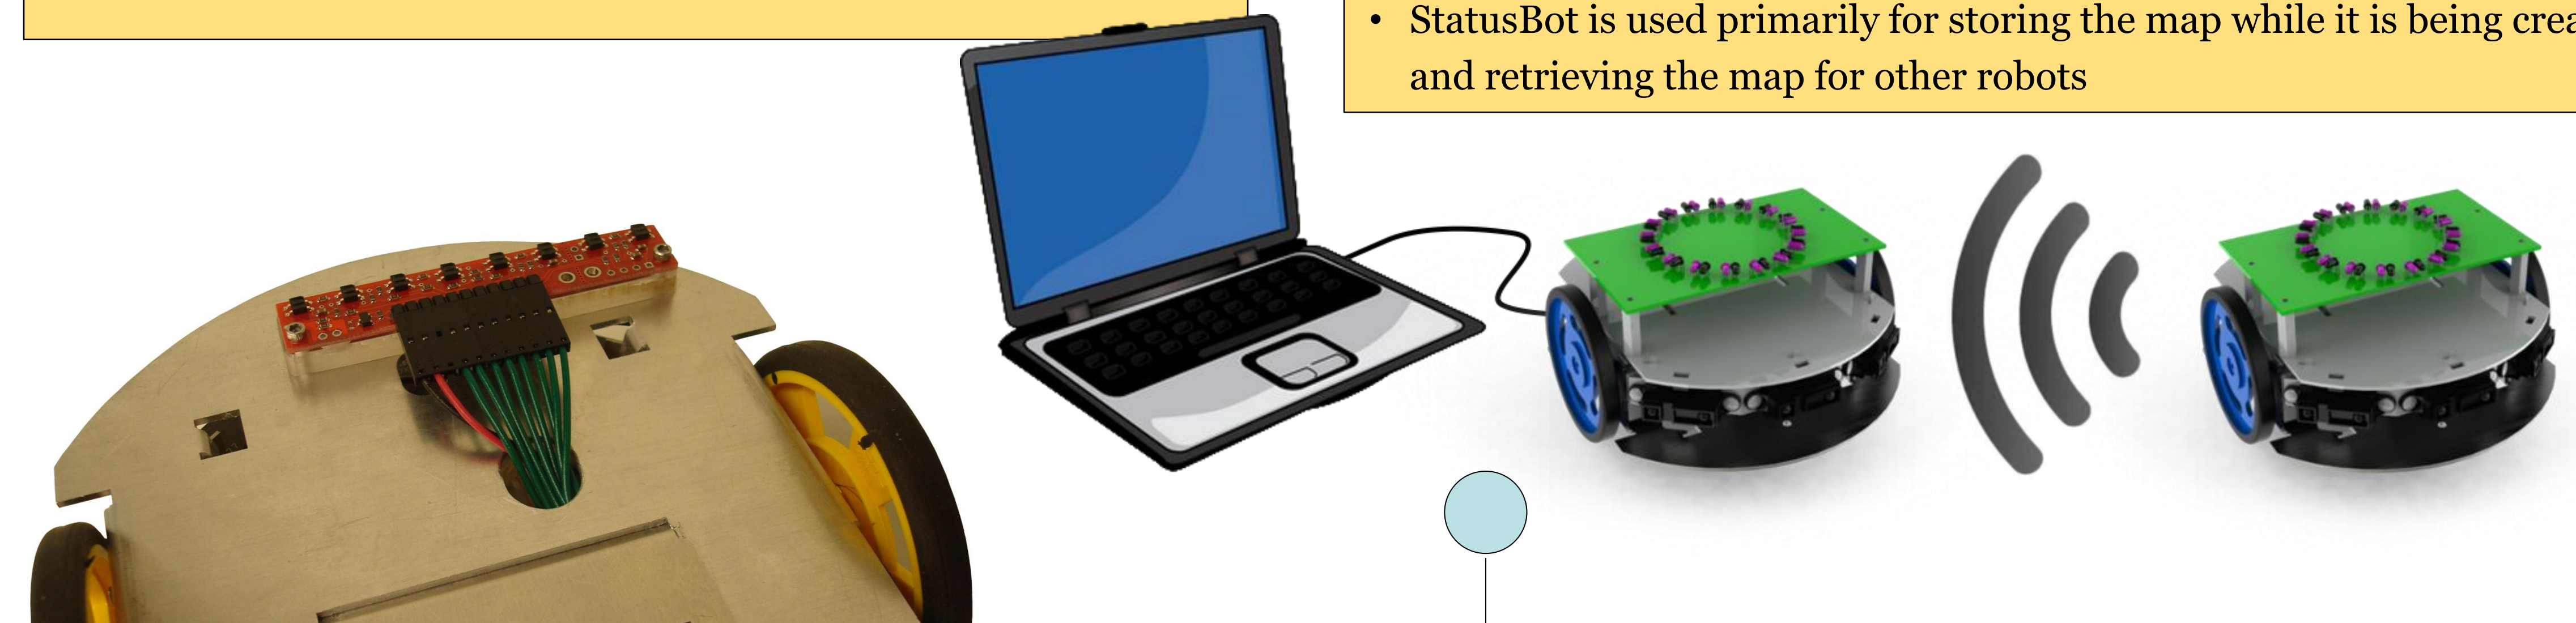 • StatusBot is used primarily for storing the map while it is being
and retrieving the map for other robots